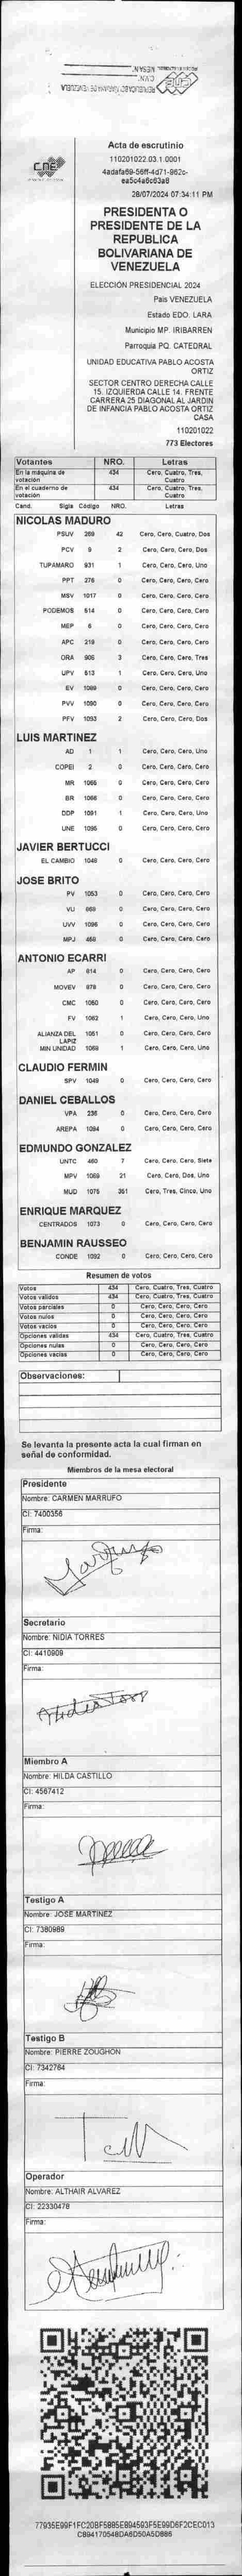 Acta de escrutinio
110201022.03.1.0001
28/07/2024 07:34:11 PM
CNE
PRESIDENTA O
PRESIDENTE DE LA
REPUBLICA
BOLIVARIANA DE
VENEZUELA
ELECCIÓN PRESIDENCIAL 2024
País VENEZUELA
Estado EDO. LARA
Municipio MP. IRIBARREN
Parroquia PQ. CATEDRAL
UNIDAD EDUCATIVA PABLO ACOSTA
ORTIZ
SECTOR CENTRO DERECHA CALLE
15. IZQUIERDA CALLE 14. FRENTE
CARRERA 30 DIAGONAL AL JARDIN
DE INFANCIA PABLO ACOSTA ORTIZ
CASA
110201022
773 Electores
Votantes NRO. Letras
En la máquina de votación 434 Cero, Cuatro, Tres, Cuatro
En el cuaderno de votación 434 Cero, Cuatro, Tres, Cuatro
Cand. Sigla Código NRO. Letras
NICOLAS MADURO
PSUV 269 42 Cero, Cero, Cuatro, Dos
PCV 9 2 Cero, Cero, Cero, Dos
TUPAMARO 931 1 Cero, Cero, Cero, Uno
PPT 276 0 Cero, Cero, Cero, Cero
MSV 1017 0 Cero, Cero, Cero, Cero
PODEMOS 514 0 Cero, Cero, Cero, Cero
MEP 6 0 Cero, Cero, Cero, Cero
APC 219 0 Cero, Cero, Cero, Cero
ORA 906 3 Cero, Cero, Cero, Tres
UPV 513 1 Cero, Cero, Cero, Uno
EV 1089 0 Cero, Cero, Cero, Cero
PVV 1090 0 Cero, Cero, Cero, Cero
PFV 1093 2 Cero, Cero, Cero, Dos
LUIS MARTINEZ
AD 1 1 Cero, Cero, Cero, Uno
COPEI 2 0 Cero, Cero, Cero, Cero
MR 1065 0 Cero, Cero, Cero, Cero
BR 1066 0 Cero, Cero, Cero, Cero
DDP 1091 1 Cero, Cero, Cero, Uno
UNE 1095 0 Cero, Cero, Cero, Cero
JAVIER BERTUCCI
EL CAMBIO 1048 0 Cero, Cero, Cero, Cero
JOSE BRITO
PV 1053 0 Cero, Cero, Cero, Cero
VU 868 0 Cero, Cero, Cero, Cero
UVV 1096 0 Cero, Cero, Cero, Cero
MPJ 458 0 Cero, Cero, Cero, Cero
ANTONIO ECARRI
AP 814 0 Cero, Cero, Cero, Cero
MOVEV 878 0 Cero, Cero, Cero, Cero
CMC 1050 0 Cero, Cero, Cero, Cero
FV 1062 1 Cero, Cero, Cero, Uno
ALIANZA DEL LAPIZ 1051 0 Cero, Cero, Cero, Cero
MIN UNIDAD 1069 1 Cero, Cero, Cero, Uno
CLAUDIO FERMIN
SPV 1049 0 Cero, Cero, Cero, Cero
DANIEL CEBALLOS
VPA 236 0 Cero, Cero, Cero, Cero
AREPA 1094 0 Cero, Cero, Cero, Cero
EDMUNDO GONZALEZ
UNTC 460 7 Cero, Cero, Cero, Siete
MPV 1068 21 Cero, Cero, Dos, Uno
MUD 1075 351 Cero, Tres, Cinco, Uno
ENRIQUE MARQUEZ
CENTRADOS 1073 0 Cero, Cero, Cero, Cero
BENJAMIN RAUSSEO
CONDE 1092 0 Cero, Cero, Cero, Cero
Resumen de votos
Votos 434 Cero, Cuatro, Tres, Cuatro
Votos validos 434 Cero, Cuatro, Tres, Cuatro
Votos parciales 0 Cero, Cero, Cero, Cero
Votos nulos 0 Cero, Cero, Cero, Cero
Votos vacios 0 Cero, Cero, Cero, Cero
Opciones validas 434 Cero, Cuatro, Tres, Cuatro
Opciones nulas 0 Cero, Cero, Cero, Cero
Opciones vacias 0 Cero, Cero, Cero, Cero
Observaciones:
Se levanta la presente acta la cual firman en
señal de conformidad.
Miembros de la mesa electoral
Presidente
Nombre: CARMEN MARRUFO
CI: 7400356
Firma:
Secretario
Nombre: NIDIA TORRES
CI: 4410909
Firma:
Miembro A
Nombre: HILDA CASTILLO
CI: 4567412
Firma:
Testigo A
Nombre: JOSE MARTINEZ
CI: 7380989
Firma:
Testigo B
Nombre: PIERRE ZOUGHON
CI: 7342764
Firma:
Operador
Nombre: ALTHAIR ALVAREZ
CI: 22330478
Firma:
77935E99F1FC20BF5885E894593F5E99D6F2CEC013
CB94170548DA6D50A5D886